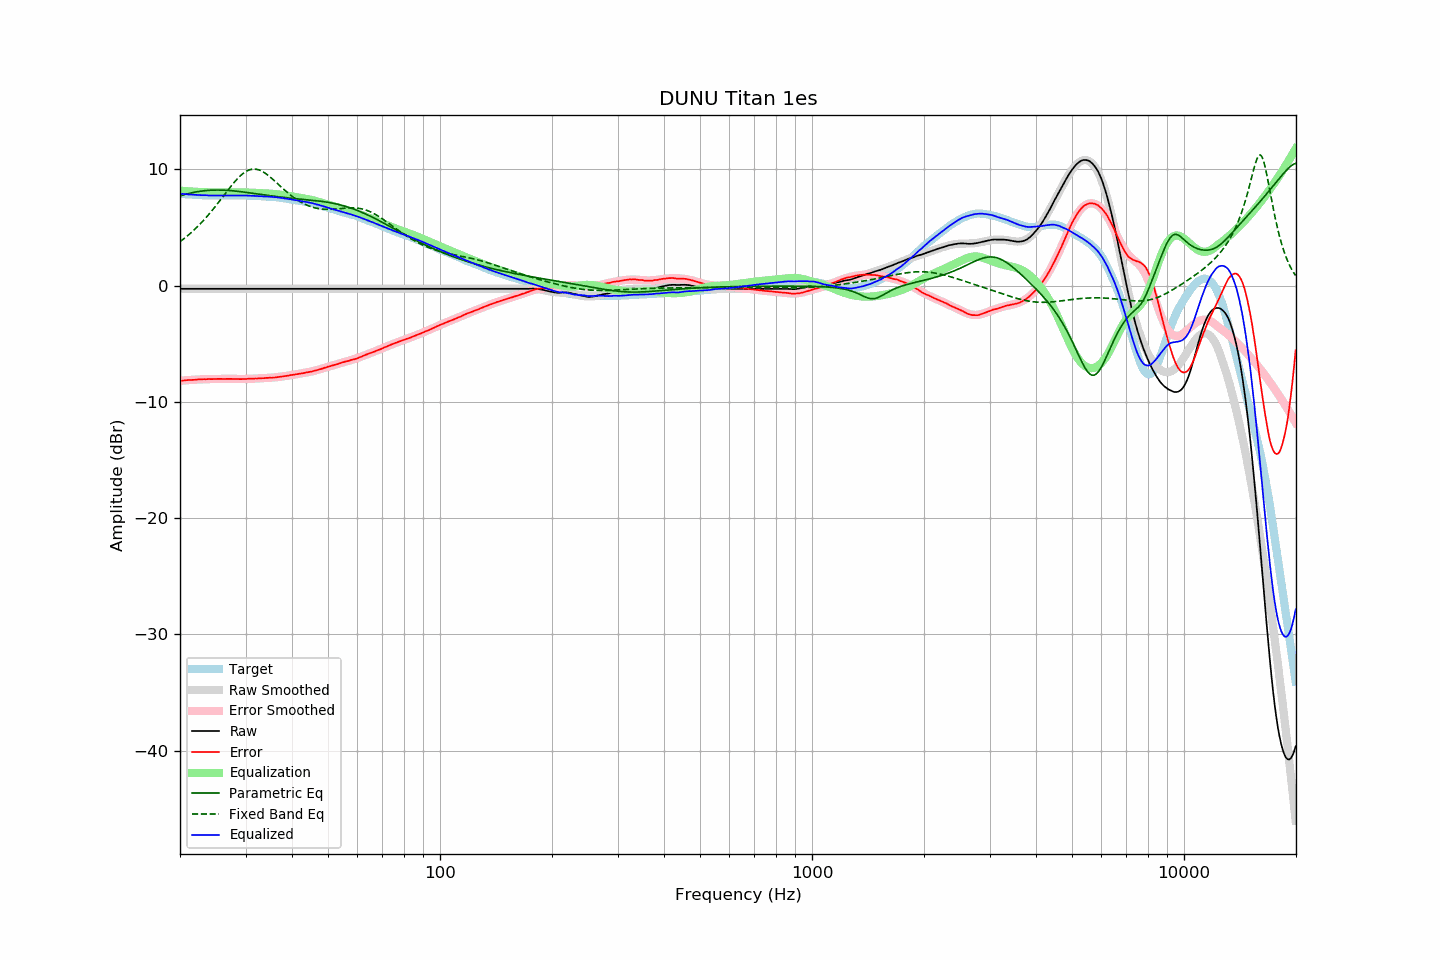 DUNU Titan 1es
10
0
−10
−20
−30
−40
Amplitude (dBr)
Target
Raw Smoothed
Error Smoothed
Raw
Error
Equalization
Parametric Eq
Fixed Band Eq
Equalized
100
1000
10000
Frequency (Hz)